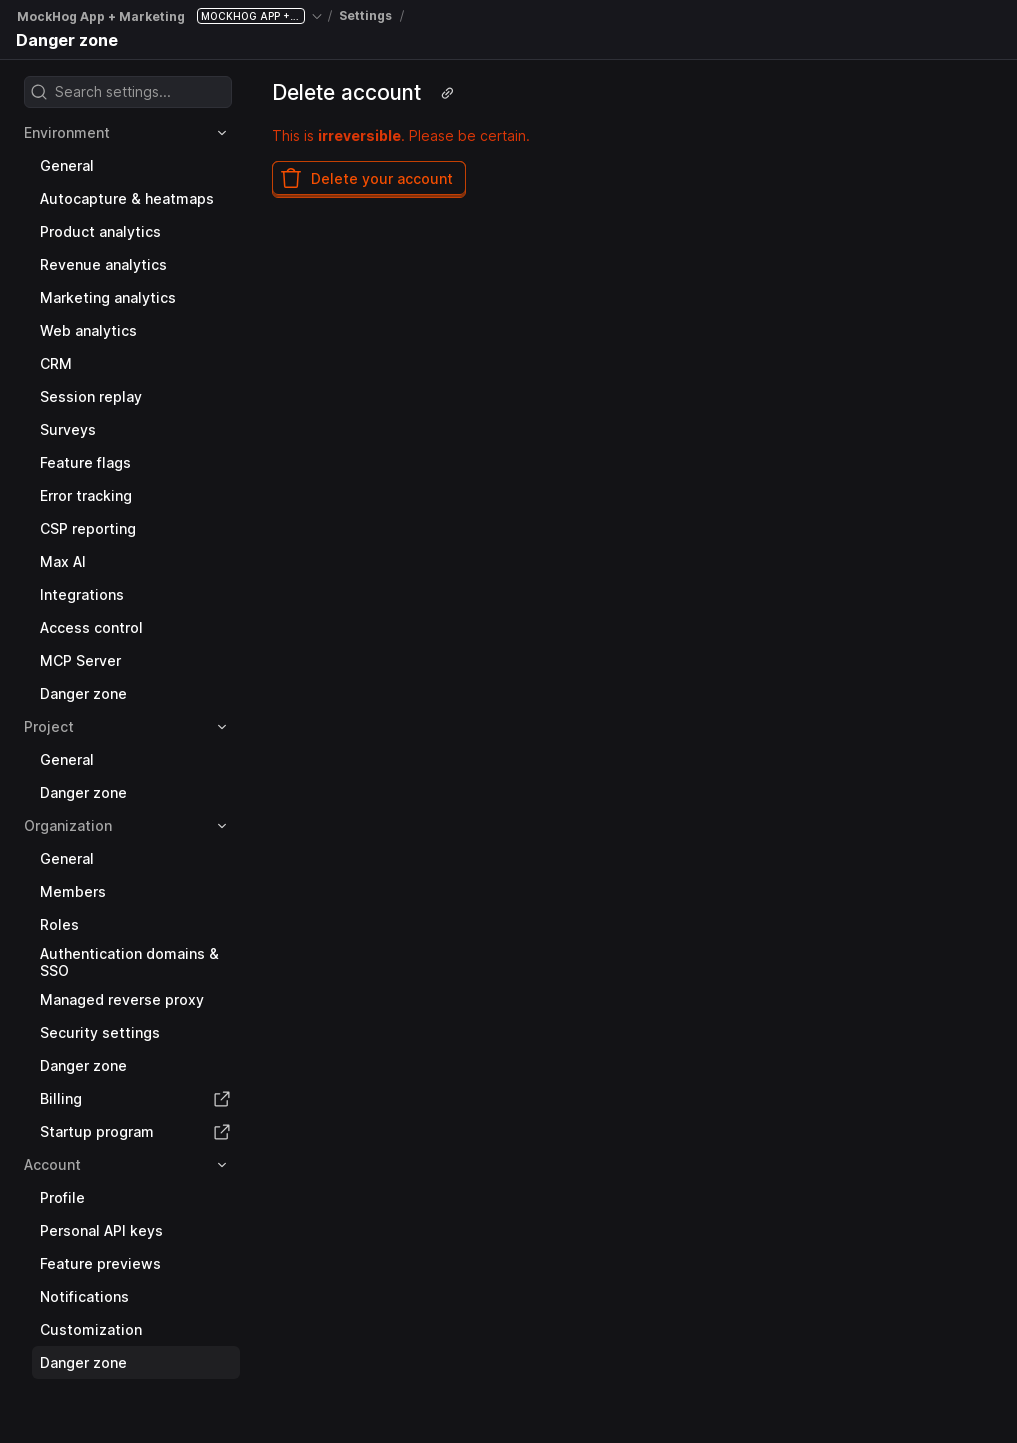 MockHog App + Marketing MOCKHOG APP +... / Settings /
Danger zone
Search settings...
Environment
General
Autocapture & heatmaps
Product analytics
Revenue analytics
Marketing analytics
Web analytics
CRM
Session replay
Surveys
Feature flags
Error tracking
CSP reporting
Max AI
Integrations
Access control
MCP Server
Danger zone
Project
General
Danger zone
Organization
General
Members
Roles
Authentication domains &
SSO
Managed reverse proxy
Security settings
Danger zone
Billing
Startup program
Account
Profile
Personal API keys
Feature previews
Notifications
Customization
Danger zone
Delete account
This is irreversible. Please be certain.
Delete your account